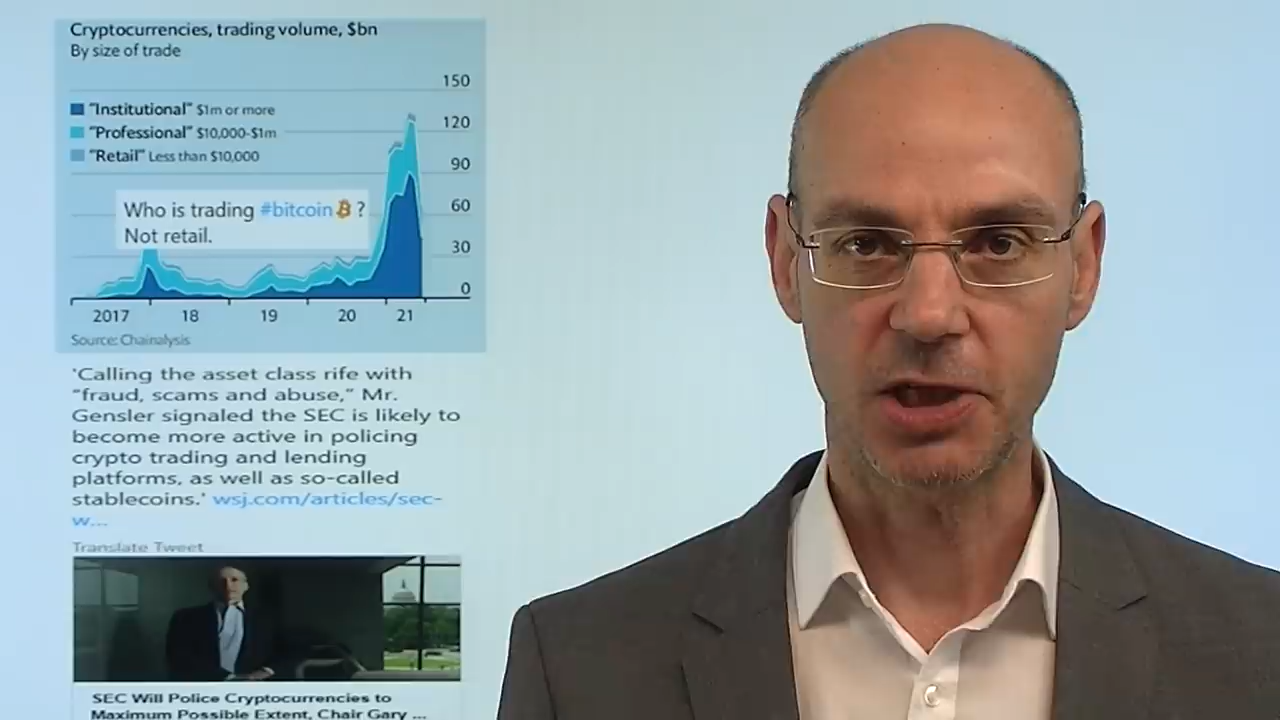 Cryptocurrencies, trading volume, $bn
By size of trade
150
"Institutional" $1m or more
120
"Professional" $10,000-$1m
"Retail" Less than $10,000
90
Who is trading #bitcoin ₿ ?
60
Not retail.
30
0
2017 18 19 20 21
Source: Chainalysis
'Calling the asset class rife with
"fraud, scams and abuse," Mr.
Gensler signaled the SEC is likely to
become more active in policing
crypto trading and lending
platforms, as well as so-called
stablecoins.' wsj.com/articles/sec-
w...
Translate Tweet
SEC Will Police Cryptocurrencies to
Maximum Possible Extent, Chair Gary ...